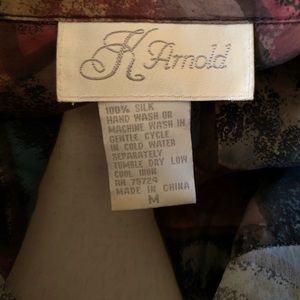 K Arnold
100% SILK
HAND WASH OR
MACHINE WASH IN
GENTLE CYCLE
IN COLD WATER
SEPARATELY
TUMBLE DRY LOW
COOL IRON
RN 75724
MADE IN CHINA
M